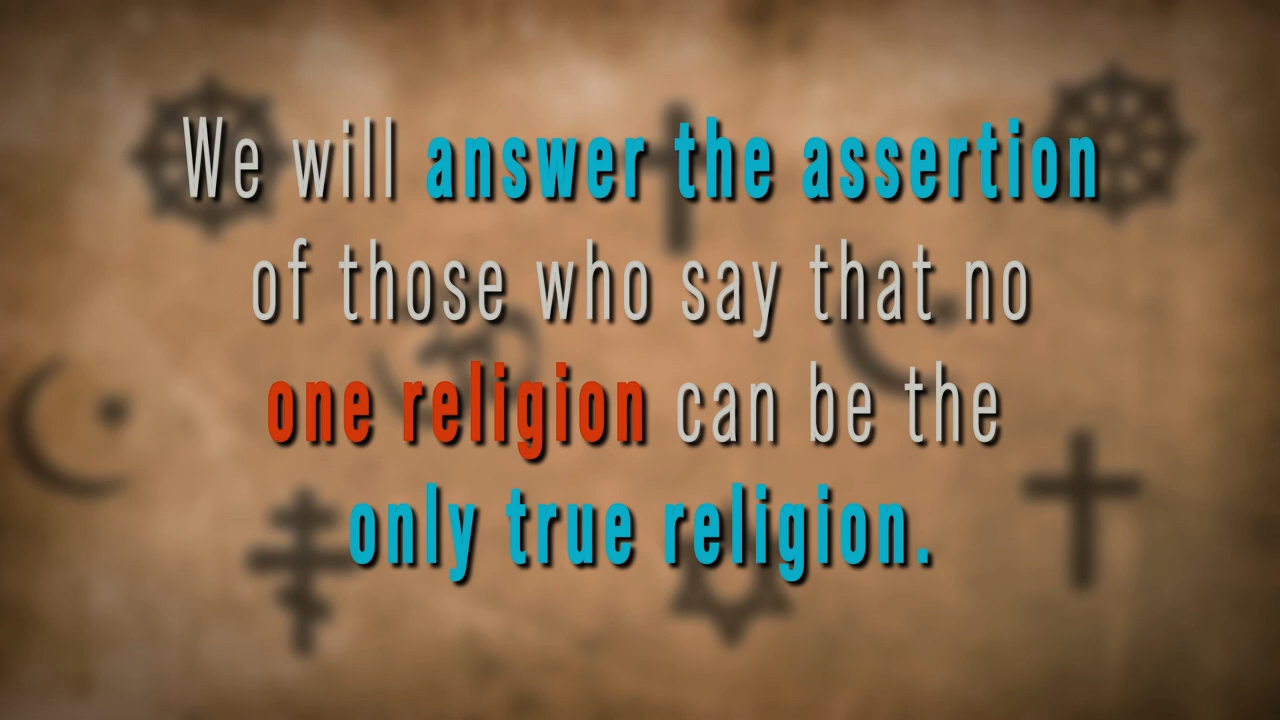 We will answer the assertion
of those who say that no
one religion can be the
only true religion.